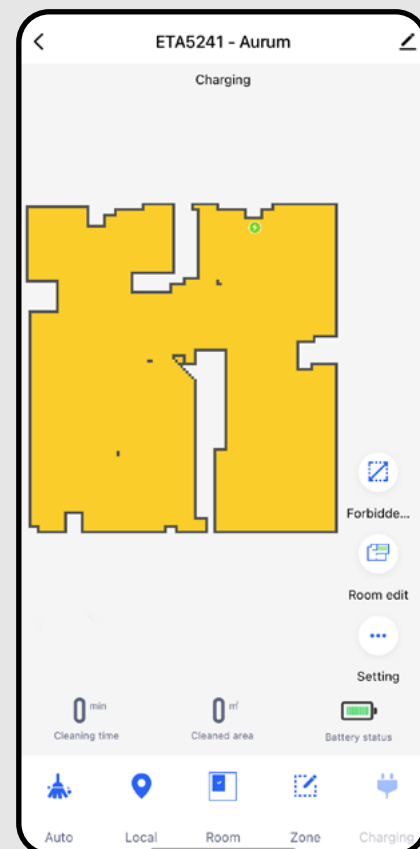 ETA5241 - Aurum
Charging
Forbidde...
Room edit
Setting
0 min
0 ㎡
Cleaning time
Cleaned area
Battery status
Auto
Local
Room
Zone
Charging